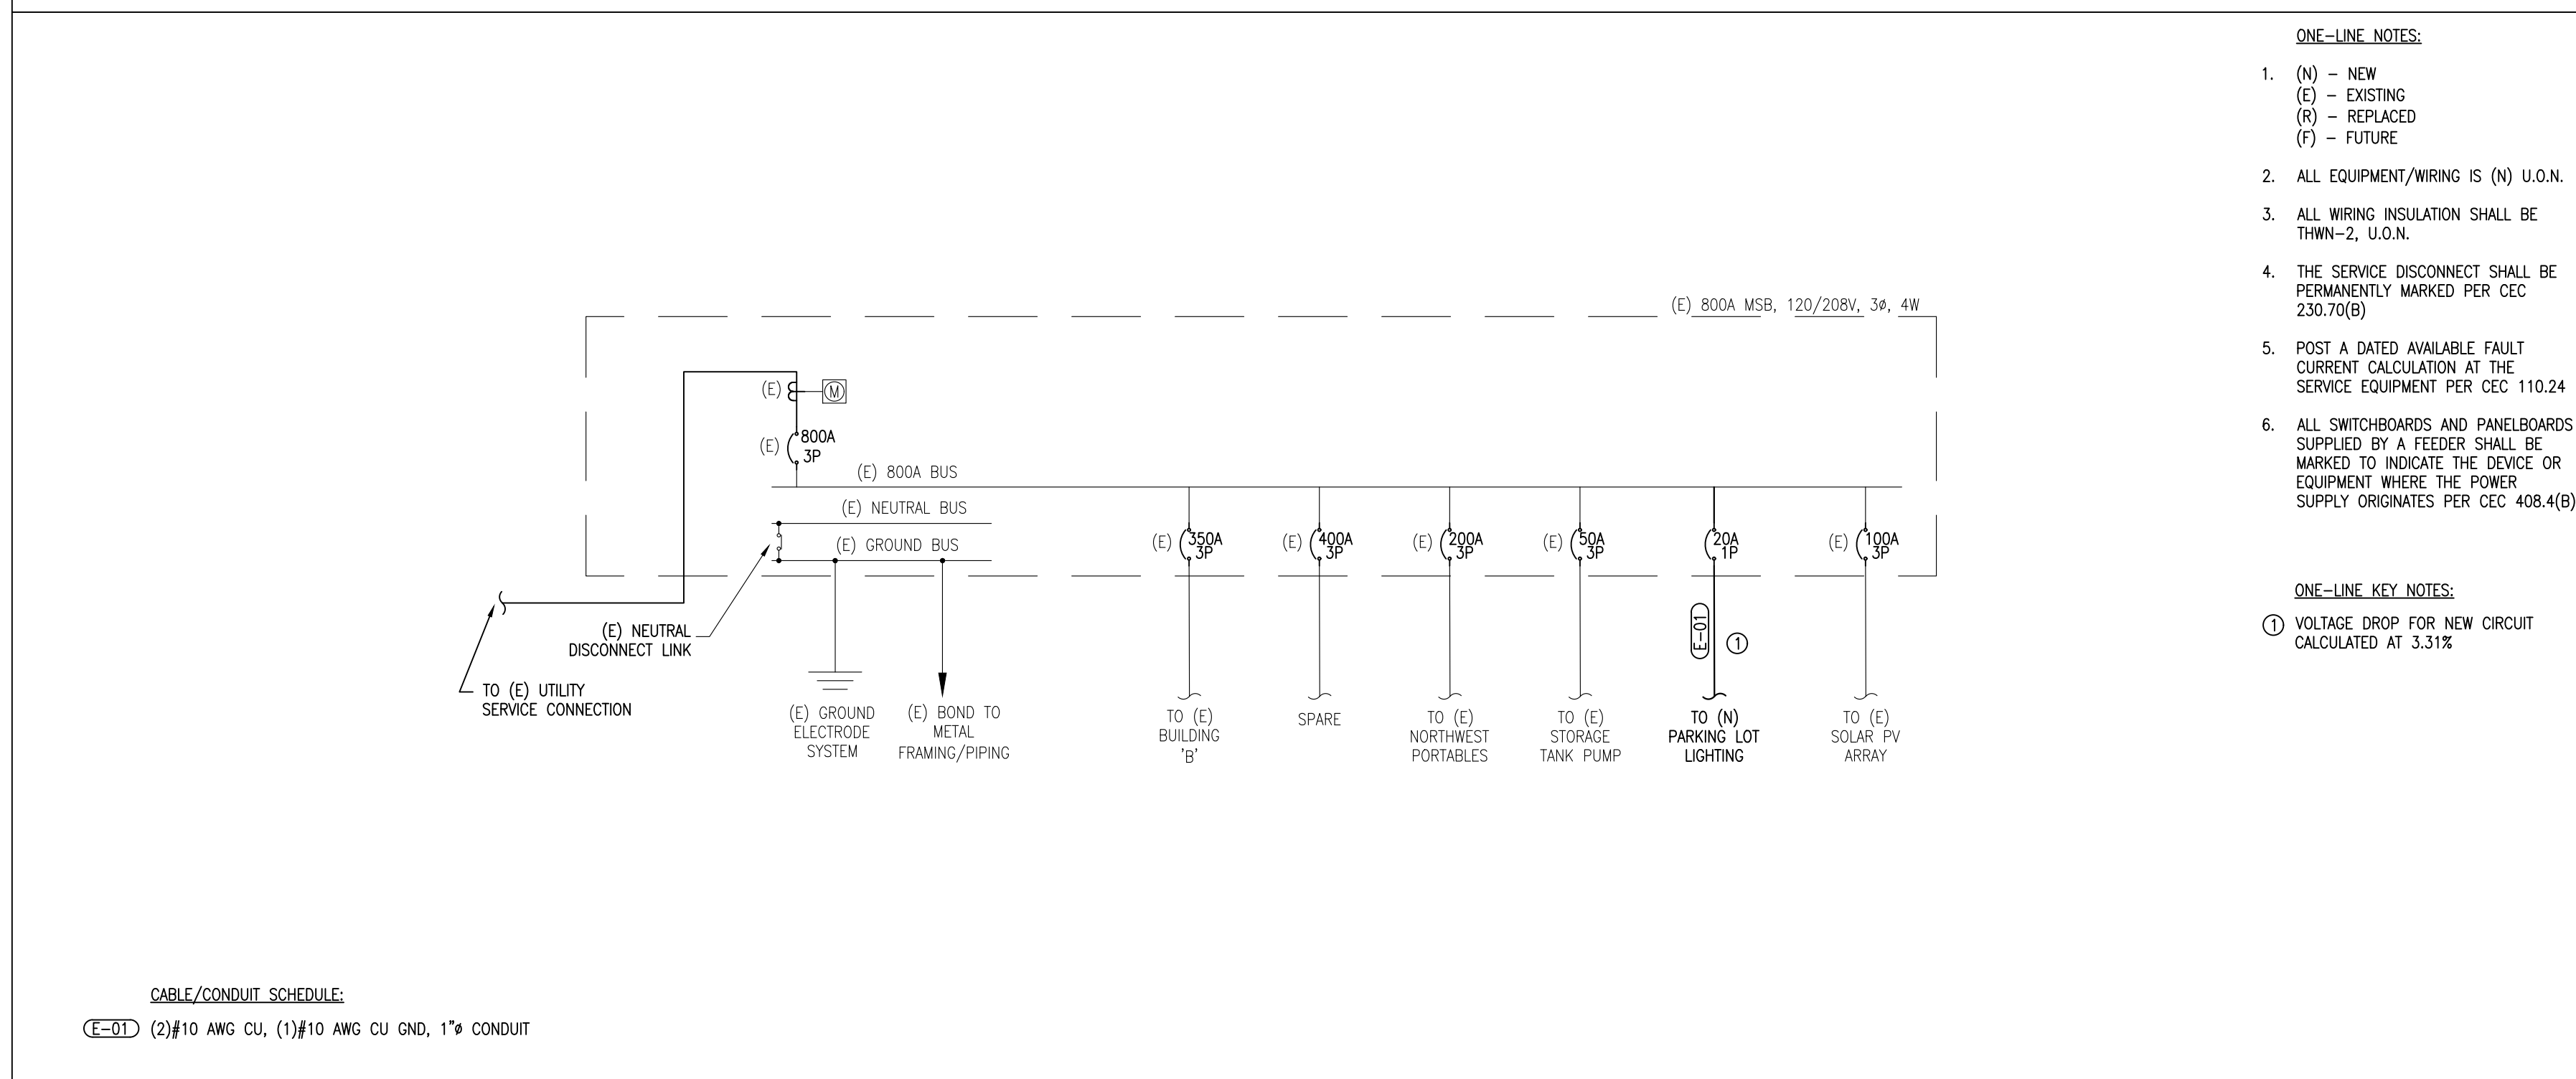 ONE-LINE NOTES:
1. (N) - NEW
(E) - EXISTING
(R) - REPLACED
(F) - FUTURE
2. ALL EQUIPMENT/WIRING IS (N) U.O.N.
3. ALL WIRING INSULATION SHALL BE
THWN-2, U.O.N.
4. THE SERVICE DISCONNECT SHALL BE
PERMANENTLY MARKED PER CEC
230.70(B)
5. POST A DATED AVAILABLE FAULT
CURRENT CALCULATION AT THE
SERVICE EQUIPMENT PER CEC 110.24
6. ALL SWITCHBOARDS AND PANELBOARDS
SUPPLIED BY A FEEDER SHALL BE
MARKED TO INDICATE THE DEVICE OR
EQUIPMENT WHERE THE POWER
SUPPLY ORIGINATES PER CEC 408.4(B)
ONE-LINE KEY NOTES:
1 VOLTAGE DROP FOR NEW CIRCUIT
CALCULATED AT 3.31%
(E) 800A MSB, 120/208V, 3ø, 4W
(E) M
(E) 800A
3P
(E) 800A BUS
(E) NEUTRAL BUS
(E) GROUND BUS
(E) 350A
3P
(E) 400A
3P
(E) 200A
3P
(E) 50A
3P
20A
1P
(E) 100A
3P
E-01
1
(E) NEUTRAL
DISCONNECT LINK
TO (E) UTILITY
SERVICE CONNECTION
(E) GROUND
ELECTRODE
SYSTEM
(E) BOND TO
METAL
FRAMING/PIPING
TO (E)
BUILDING
'B'
SPARE
TO (E)
NORTHWEST
PORTABLES
TO (E)
STORAGE
TANK PUMP
TO (N)
PARKING LOT
LIGHTING
TO (E)
SOLAR PV
ARRAY
CABLE/CONDUIT SCHEDULE:
E-01 (2)#10 AWG CU, (1)#10 AWG CU GND, 1"ø CONDUIT